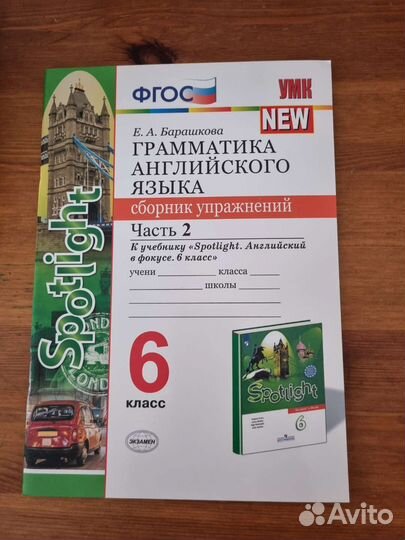 ФГОС
УМК
NEW
Е. А. Барашкова
ГРАММАТИКА
АНГЛИЙСКОГО
ЯЗЫКА
сборник упражнений
Часть 2
К учебнику «Spotlight. Английский
в фокусе. 6 класс»
учени класса
школы
Spotlight
6
класс
ЭКЗАМЕН
Spotlight
6
Avito